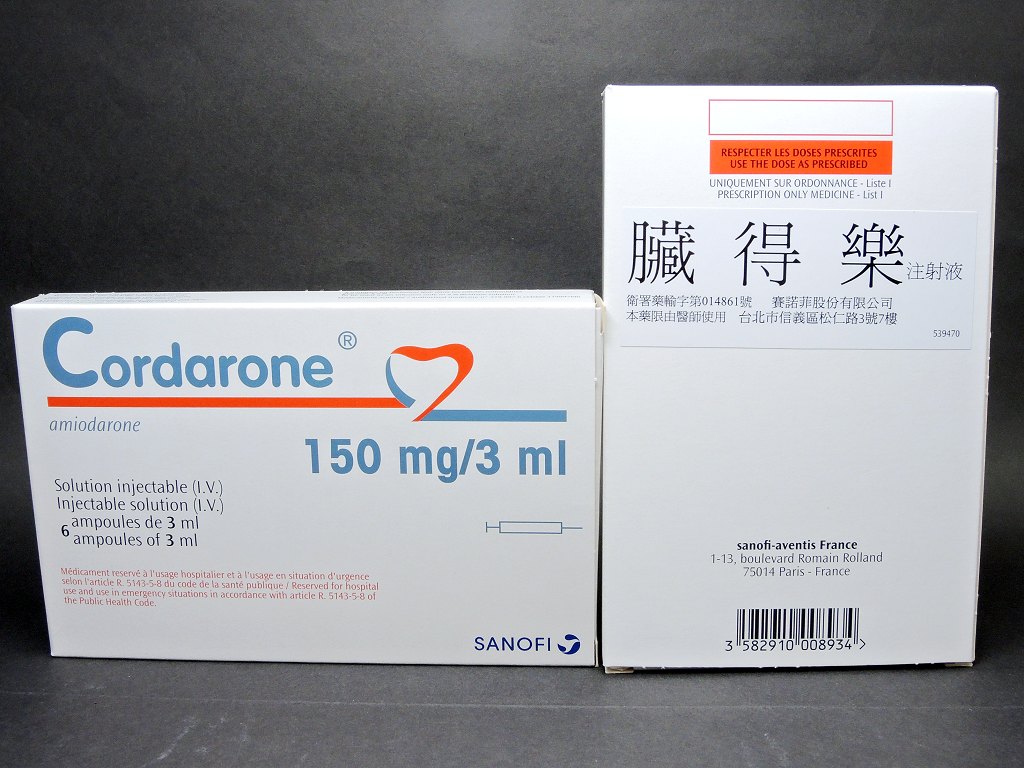 Cordarone®
amiodarone
150 mg/3 ml
Solution injectable (I.V.)
Injectable solution (I.V.)
6 ampoules de 3 ml
ampoules of 3 ml
Médicament reservé à l'usage hospitalier et à l'usage en situation d'urgence
selon l'article R. 5143-5-8 du code de la santé publique / Reserved for hospital
use and use in emergency situations in accordance with article R. 5143-5-8 of
the Public Health Code.
SANOFI
RESPECTER LES DOSES PRESCRITES
USE THE DOSE AS PRESCRIBED
UNIQUEMENT SUR ORDONNANCE - Liste I
PRESCRIPTION ONLY MEDICINE - List I
臟得樂注射液
衛署藥輸字第014861號 賽諾菲股份有限公司
本藥限由醫師使用 台北市信義區松仁路3號7樓
539470
sanofi-aventis France
1-13, boulevard Romain Rolland
75014 Paris - France
3 582910 008934 >